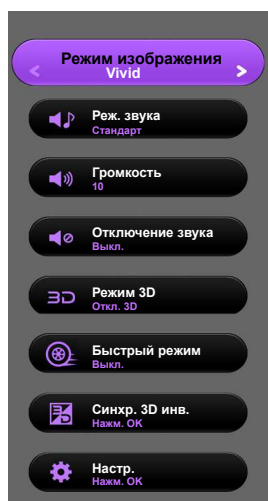 Режим изображения
Vivid
Реж. звука
Стандарт
Громкость
10
Отключение звука
Выкл.
3D
Режим 3D
Откл. 3D
Быстрый режим
Выкл.
Синхр. 3D инв.
Нажм. OK
Настр.
Нажм. OK